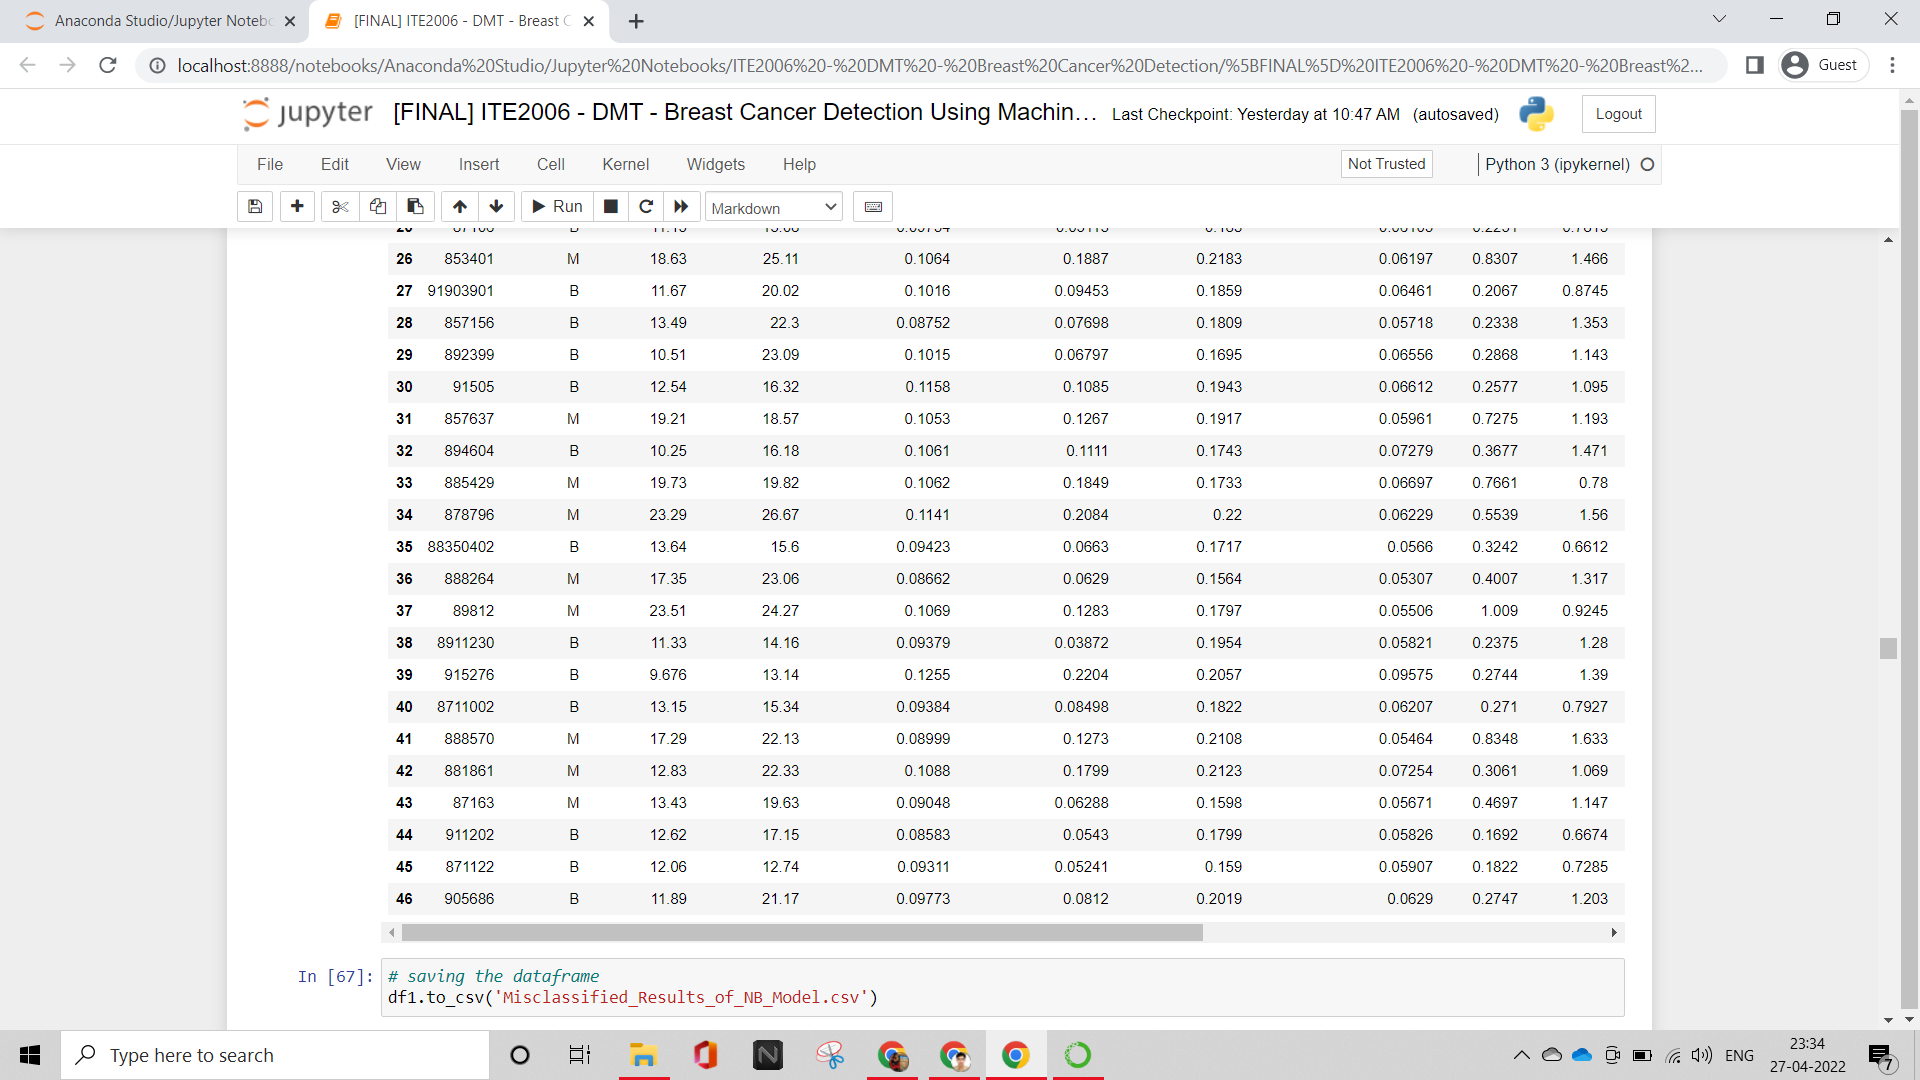 Anaconda Studio/Jupyter Noteb
[FINAL] ITE2006 - DMT - Breast C
localhost:8888/notebooks/Anaconda%20Studio/Jupyter%20Notebooks/ITE2006%20-%20DMT%20-%20Breast%20Cancer%20Detection/%5BFINAL%5D%20ITE2006%20-%20DMT%20-%20Breast%2...
Guest
jupyter [FINAL] ITE2006 - DMT - Breast Cancer Detection Using Machin... Last Checkpoint: Yesterday at 10:47 AM (autosaved)
Logout
File Edit View Insert Cell Kernel Widgets Help
Not Trusted
Python 3 (ipykernel)
Run
Markdown
26 853401 M 18.63 25.11 0.1064 0.1887 0.2183 0.06197 0.8307 1.466
27 91903901 B 11.67 20.02 0.1016 0.09453 0.1859 0.06461 0.2067 0.8745
28 857156 B 13.49 22.3 0.08752 0.07698 0.1809 0.05718 0.2338 1.353
29 892399 B 10.51 23.09 0.1015 0.06797 0.1695 0.06556 0.2868 1.143
30 91505 B 12.54 16.32 0.1158 0.1085 0.1943 0.06612 0.2577 1.095
31 857637 M 19.21 18.57 0.1053 0.1267 0.1917 0.05961 0.7275 1.193
32 894604 B 10.25 16.18 0.1061 0.1111 0.1743 0.07279 0.3677 1.471
33 885429 M 19.73 19.82 0.1062 0.1849 0.1733 0.06697 0.7661 0.78
34 878796 M 23.29 26.67 0.1141 0.2084 0.22 0.06229 0.5539 1.56
35 88350402 B 13.64 15.6 0.09423 0.0663 0.1717 0.0566 0.3242 0.6612
36 888264 M 17.35 23.06 0.08662 0.0629 0.1564 0.05307 0.4007 1.317
37 89812 M 23.51 24.27 0.1069 0.1283 0.1797 0.05506 1.009 0.9245
38 8911230 B 11.33 14.16 0.09379 0.03872 0.1954 0.05821 0.2375 1.28
39 915276 B 9.676 13.14 0.1255 0.2204 0.2057 0.09575 0.2744 1.39
40 8711002 B 13.15 15.34 0.09384 0.08498 0.1822 0.06207 0.271 0.7927
41 888570 M 17.29 22.13 0.08999 0.1273 0.2108 0.05464 0.8348 1.633
42 881861 M 12.83 22.33 0.1088 0.1799 0.2123 0.07254 0.3061 1.069
43 87163 M 13.43 19.63 0.09048 0.06288 0.1598 0.05671 0.4697 1.147
44 911202 B 12.62 17.15 0.08583 0.0543 0.1799 0.05826 0.1692 0.6674
45 871122 B 12.06 12.74 0.09311 0.05241 0.159 0.05907 0.1822 0.7285
46 905686 B 11.89 21.17 0.09773 0.0812 0.2019 0.0629 0.2747 1.203
In [67]: # saving the dataframe
df1.to_csv('Misclassified_Results_of_NB_Model.csv')
Type here to search
ENG
23:34
27-04-2022
7